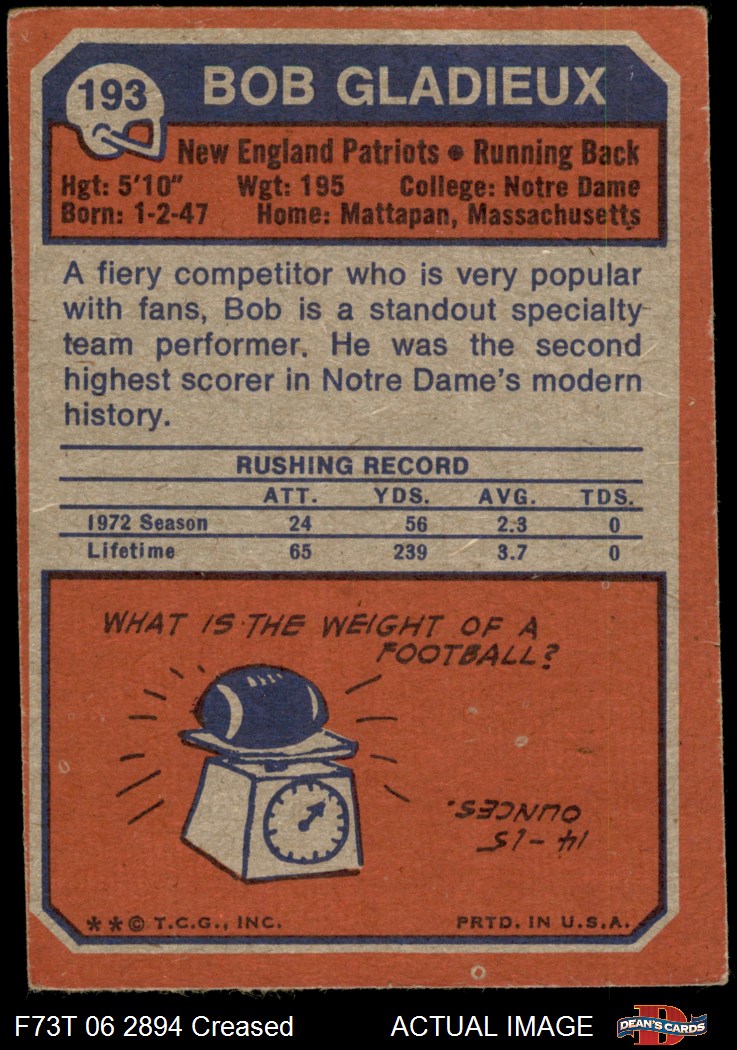 193
BOB GLADIEUX
New England Patriots • Running Back
Hgt: 5'10" Wgt: 195 College: Notre Dame
Born: 1-2-47 Home: Mattapan, Massachusetts
A fiery competitor who is very popular
with fans, Bob is a standout specialty
team performer. He was the second
highest scorer in Notre Dame's modern
history.
RUSHING RECORD
ATT. YDS. AVG. TDS.
1972 Season 24 56 2.3 0
Lifetime 65 239 3.7 0
WHAT IS THE WEIGHT OF A
FOOTBALL?
14-15
OUNCES.
**© T.C.G., INC. PRTD. IN U.S.A.
F73T 06 2894 Creased ACTUAL IMAGE
D
DEAN'S CARDS